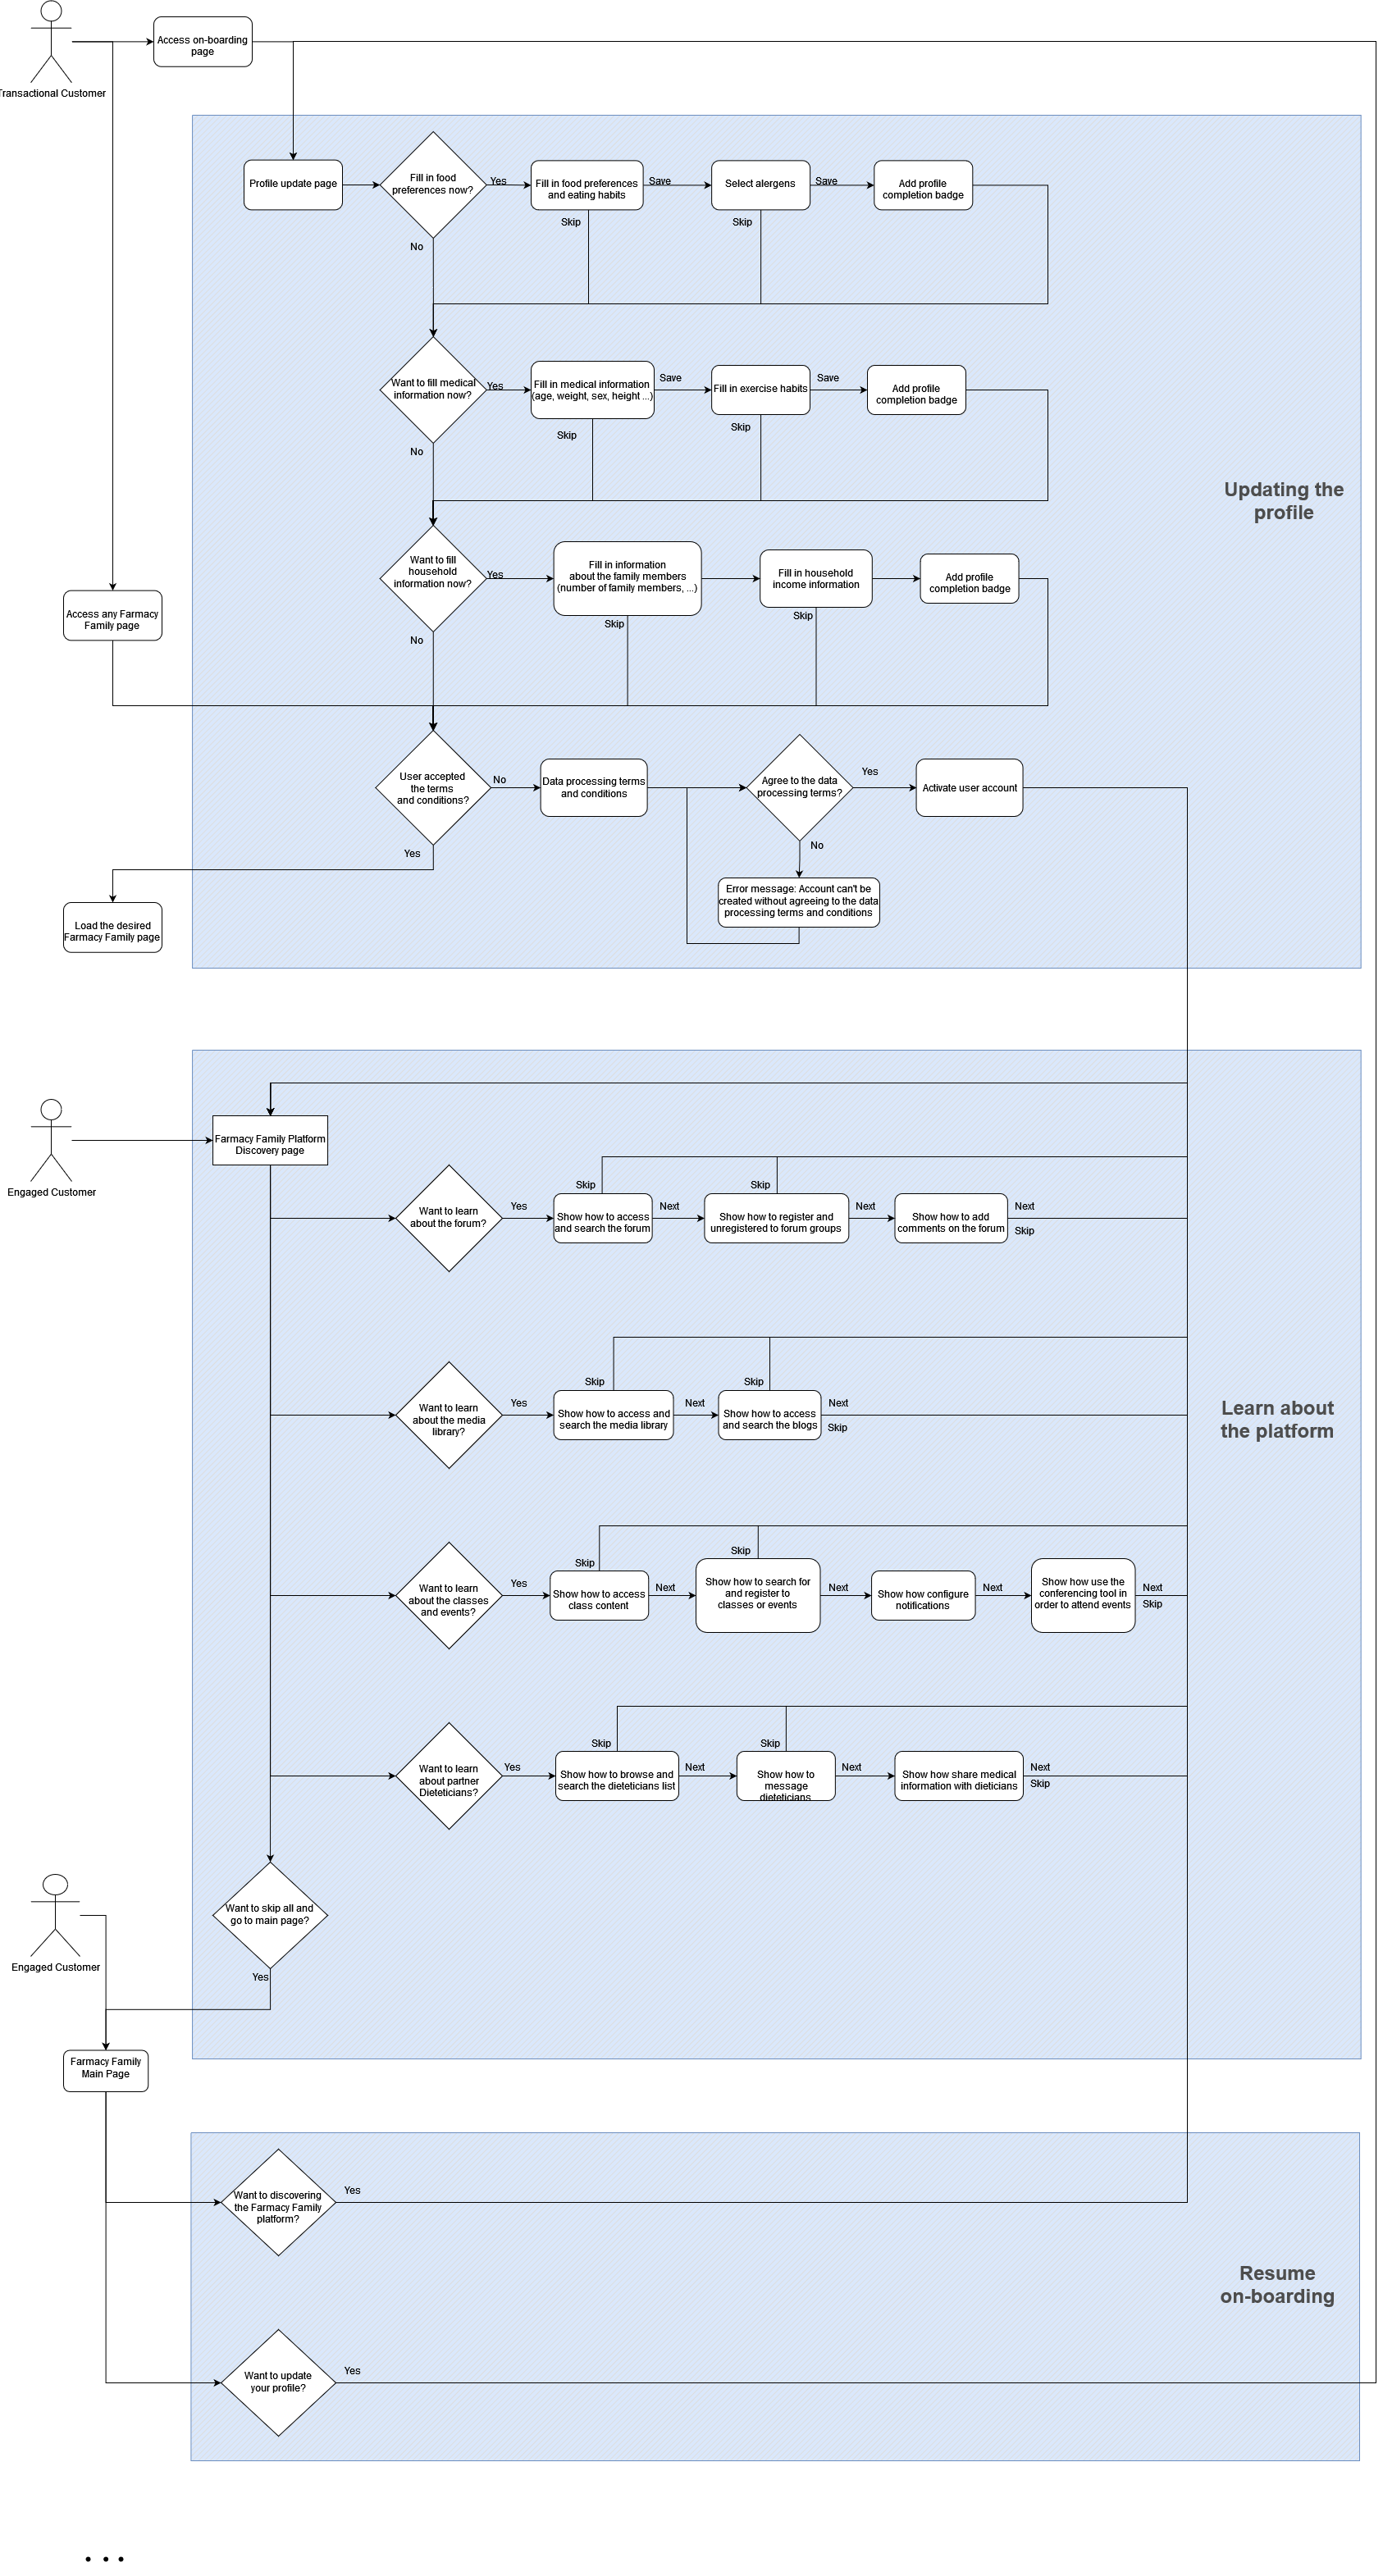 Access on-boarding
page
Transactional Customer
Profile update page
Fill in food
preferences now?
Yes
Fill in food preferences
and eating habits
Save
Select alergens
Save
Add profile
completion badge
Skip
Skip
No
Want to fill medical
information now?
Yes
Fill in medical information
(age, weight, sex, height ...)
Save
Fill in exercise habits
Save
Add profile
completion badge
Skip
Skip
No
Updating the
profile
Want to fill
household
information now?
Yes
Fill in information
about the family members
(number of family members, ...)
Fill in household
income information
Add profile
completion badge
Access any Farmacy
Family page
Skip
Skip
No
User accepted
the terms
and conditions?
No
Data processing terms
and conditions
Agree to the data
processing terms?
Yes
Activate user account
Yes
No
Error message: Account can't be
created without agreeing to the data
processing terms and conditions
Load the desired
Farmacy Family page
Farmacy Family Platform
Discovery page
Engaged Customer
Want to learn
about the forum?
Yes
Skip
Show how to access
and search the forum
Next
Skip
Show how to register and
unregistered to forum groups
Next
Show how to add
comments on the forum
Next
Skip
Want to learn
about the media
library?
Yes
Skip
Show how to access and
search the media library
Next
Skip
Show how to access
and search the blogs
Next
Skip
Learn about
the platform
Want to learn
about the classes
and events?
Yes
Skip
Show how to access
class content
Next
Skip
Show how to search for
and register to
classes or events
Next
Show how configure
notifications
Next
Show how use the
conferencing tool in
order to attend events
Next
Skip
Want to learn
about partner
Dieteticians?
Yes
Skip
Show how to browse and
search the dieteticians list
Next
Skip
Show how to
message
dieteticians
Next
Show how share medical
information with dieticians
Next
Skip
Want to skip all and
go to main page?
Engaged Customer
Yes
Farmacy Family
Main Page
Want to discovering
the Farmacy Family
platform?
Yes
Resume
on-boarding
Want to update
your profile?
Yes
. . .